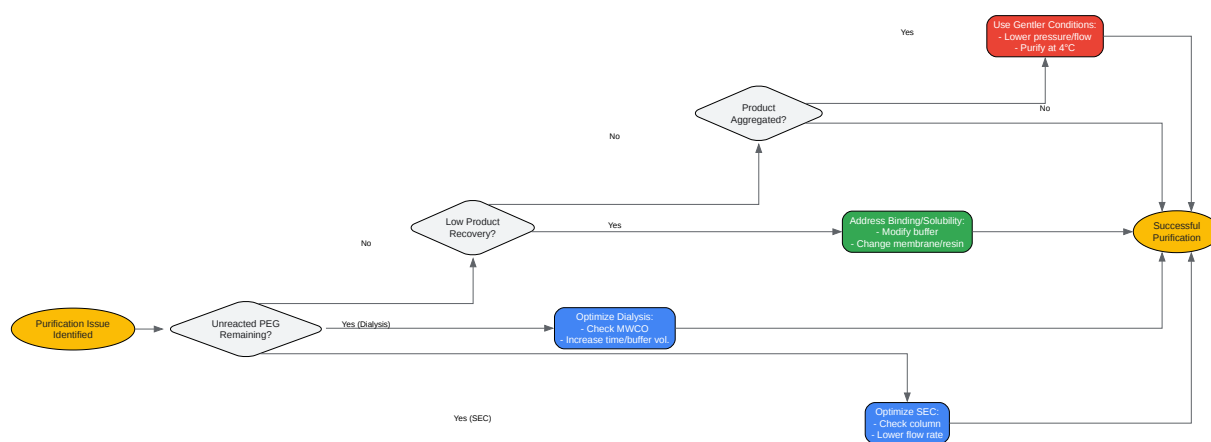 Yes
Use Gentler Conditions:
- Lower pressure/flow
- Purify at 4°C
Product
Aggregated?
No
No
Low Product
Recovery?
Yes
Address Binding/Solubility:
- Modify buffer
- Change membrane/resin
Successful
Purification
No
Purification Issue
Identified
Unreacted PEG
Remaining?
Yes (Dialysis)
Optimize Dialysis:
- Check MWCO
- Increase time/buffer vol.
Yes (SEC)
Optimize SEC:
- Check column
- Lower flow rate